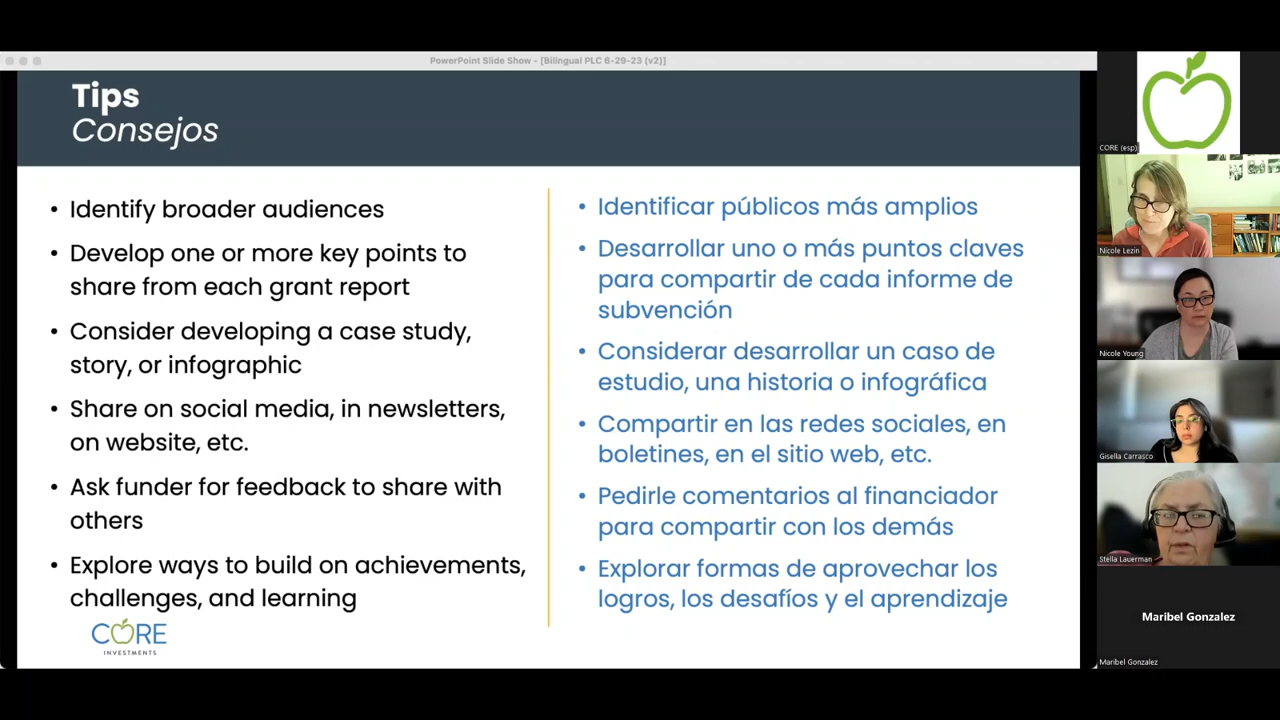 PowerPoint Slide Show - [Bilingual PLC 6-29-23 (v2)]
Tips
Consejos
• Identify broader audiences
• Develop one or more key points to
share from each grant report
• Consider developing a case study,
story, or infographic
• Share on social media, in newsletters,
on website, etc.
• Ask funder for feedback to share with
others
• Explore ways to build on achievements,
challenges, and learning
• Identificar públicos más amplios
• Desarrollar uno o más puntos claves
para compartir de cada informe de
subvención
• Considerar desarrollar un caso de
estudio, una historia o infográfica
• Compartir en las redes sociales, en
boletines, en el sitio web, etc.
• Pedirle comentarios al financiador
para compartir con los demás
• Explorar formas de aprovechar los
logros, los desafíos y el aprendizaje
CORE
INVESTMENTS
CORE (esp)
Nicole Lezin
Nicole Young
Gisella Carrasco
Stella Lauerman
Maribel Gonzalez
Maribel Gonzalez